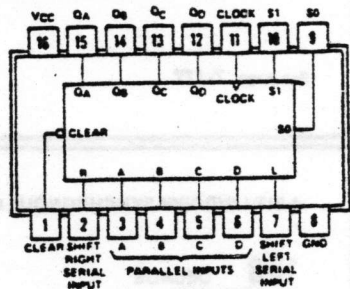 VCC QA QB QC QD CLOCK S1 S0
16 15 14 13 12 11 10 9
QA QB QC QD CLOCK S1
CLEAR S0
R A B C D L
1 2 3 4 5 6 7 8
CLEAR SHIFT RIGHT SERIAL INPUT A B C D SHIFT LEFT SERIAL INPUT GND
PARALLEL INPUTS